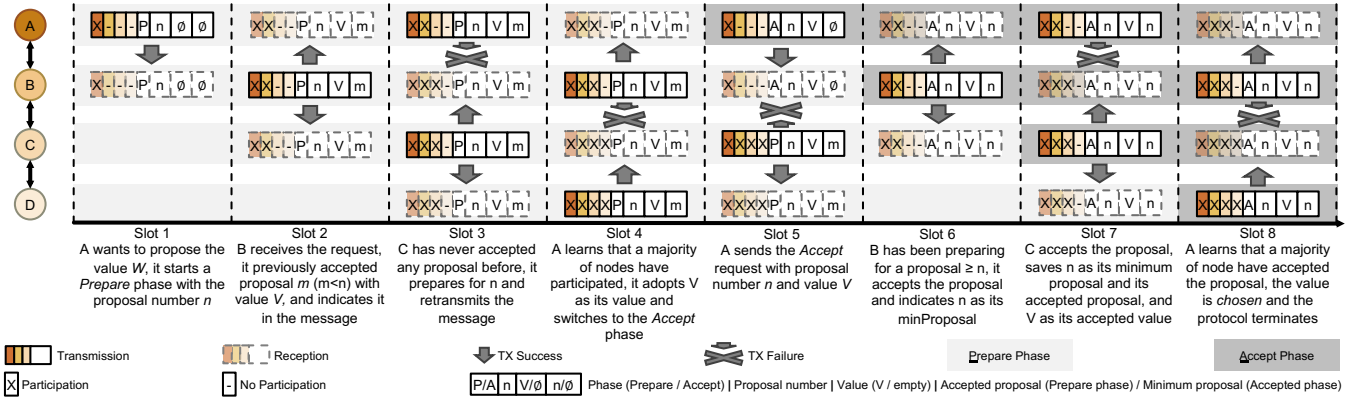 A
X - - - P n Ø Ø
X X - - P n V m
X X - - P n V m
X X X - P n V m
X - - - A n V Ø
X X - - A n V n
X X - - A n V n
X X X - A n V n
B
X - - - P n Ø Ø
X X - - P n V m
X X X - P n V m
X X X - P n V m
X - - - A n V Ø
X X - - A n V n
X X X - A n V n
X X X - A n V n
C
X X - - P n V m
X X X - P n V m
X X X X P n V m
X X X X P n V m
X X - - A n V n
X X X - A n V n
X X X X A n V n
D
X X X - P n V m
X X X X P n V m
X X X X P n V m
X X X - A n V n
X X X X A n V n
Slot 1
A wants to propose the
value W, it starts a
Prepare phase with the
proposal number n
Slot 2
B receives the request,
it previously accepted
proposal m (m<n) with
value V, and indicates it
in the message
Slot 3
C has never accepted
any proposal before, it
prepares for n and
retransmits the
message
Slot 4
A learns that a majority
of nodes have
participated, it adopts V
as its value and
switches to the Accept
phase
Slot 5
A sends the Accept
request with proposal
number n and value V
Slot 6
B has been preparing
for a proposal ≥ n, it
accepts the proposal
and indicates n as its
minProposal
Slot 7
C accepts the proposal,
saves n as its minimum
proposal and its
accepted proposal, and
V as its accepted value
Slot 8
A learns that a majority
of node have accepted
the proposal, the value
is chosen and the
protocol terminates
Transmission
Reception
TX Success
TX Failure
Prepare Phase
Accept Phase
X Participation
- No Participation
P/A n V/Ø n/Ø
Phase (Prepare / Accept) | Proposal number | Value (V / empty) | Accepted proposal (Prepare phase) / Minimum proposal (Accepted phase)